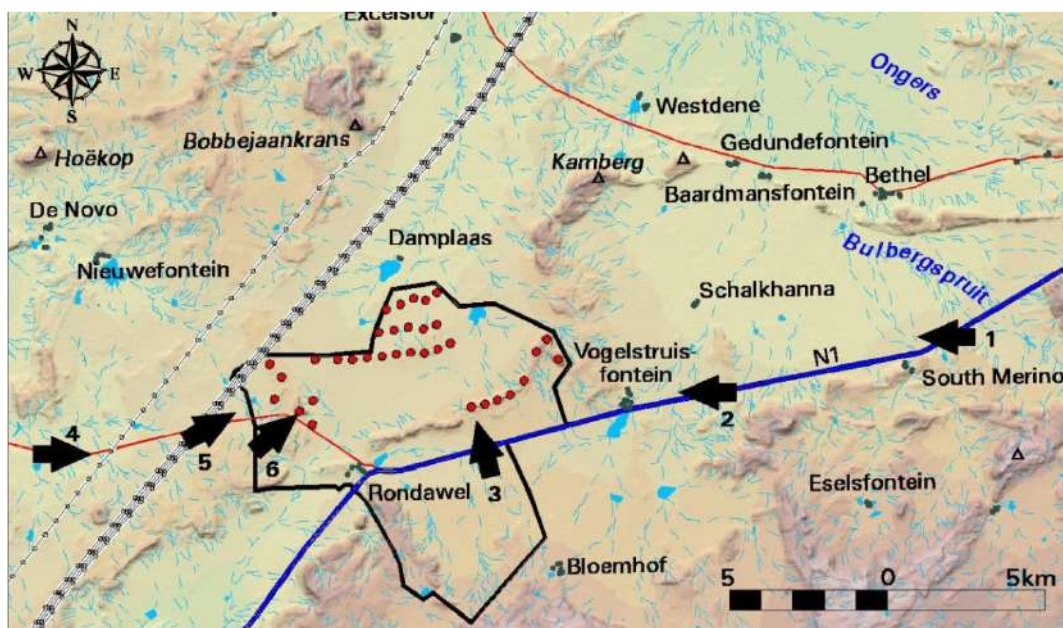 Excelsior
N
W E
S
Ongers
Westdene
Bobbejaankrans
Gedundefontein
Hoëkop
Kamberg
Bethel
Baardmansfontein
De Novo
Damplaas
Nieuwefontein
Bulbergspruit
Schalkhanna
1
N1
Vogelstruis-
fontein
South Merino
2
4
5
6
3
Rondawel
Eselsfontein
Bloemhof
5 0 5km